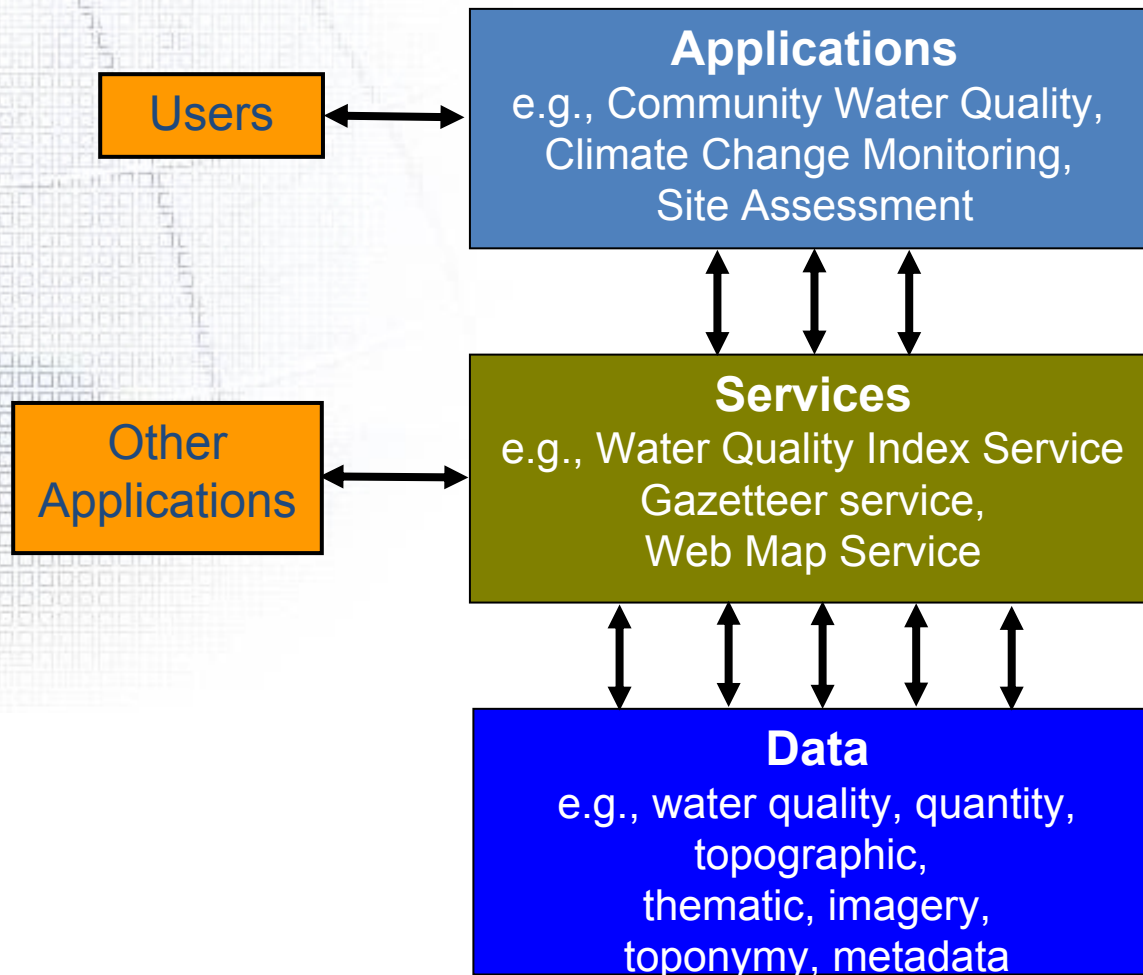 Applications
e.g., Community Water Quality,
Climate Change Monitoring,
Site Assessment
Users
Services
e.g., Water Quality Index Service
Gazetteer service,
Web Map Service
Other
Applications
Data
e.g., water quality, quantity,
topographic,
thematic, imagery,
toponymy, metadata